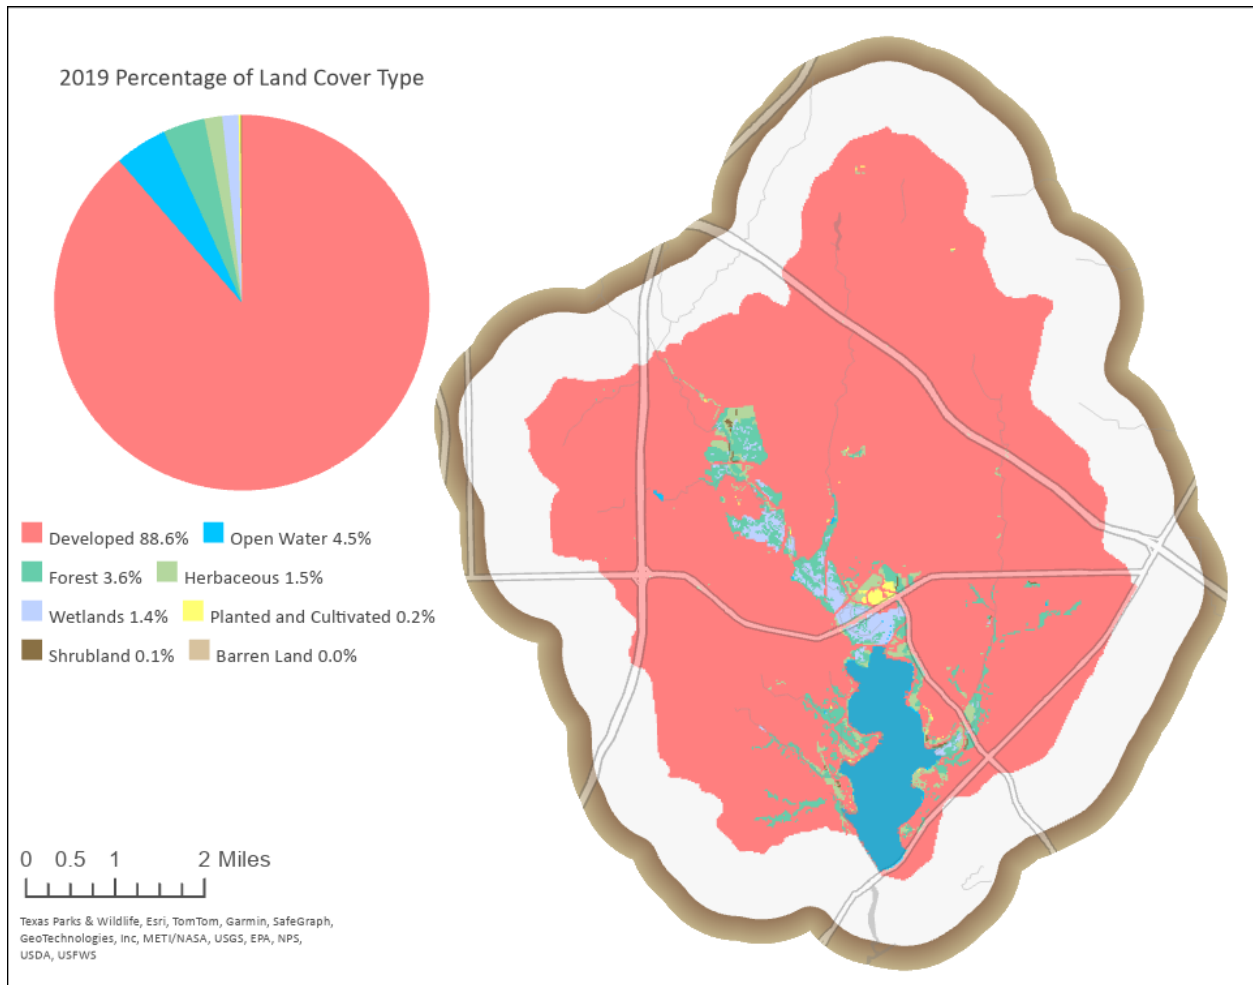 2019 Percentage of Land Cover Type
Developed 88.6% Open Water 4.5%
Forest 3.6% Herbaceous 1.5%
Wetlands 1.4% Planted and Cultivated 0.2%
Shrubland 0.1% Barren Land 0.0%
0 0.5 1 2 Miles
Texas Parks & Wildlife, Esri, TomTom, Garmin, SafeGraph,
GeoTechnologies, Inc, METI/NASA, USGS, EPA, NPS,
USDA, USFWS